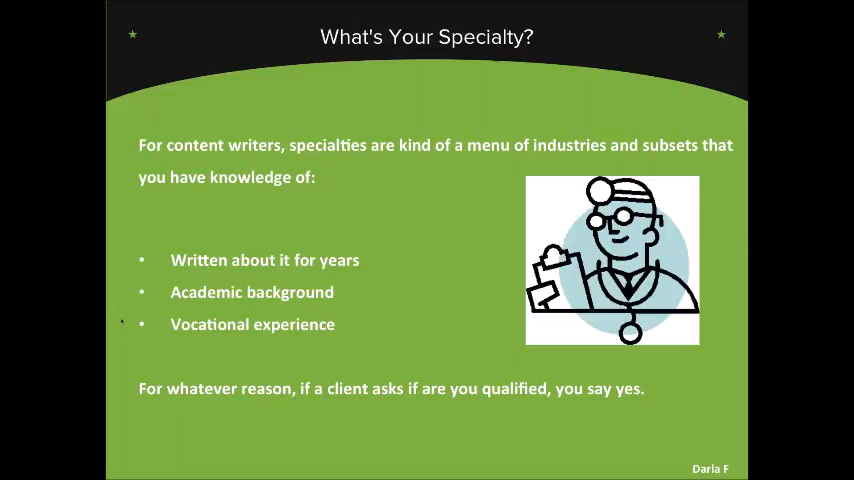 What's Your Specialty?
For content writers, specialties are kind of a menu of industries and subsets that
you have knowledge of:
• Written about it for years
• Academic background
• Vocational experience
For whatever reason, if a client asks if are you qualified, you say yes.
Darla F